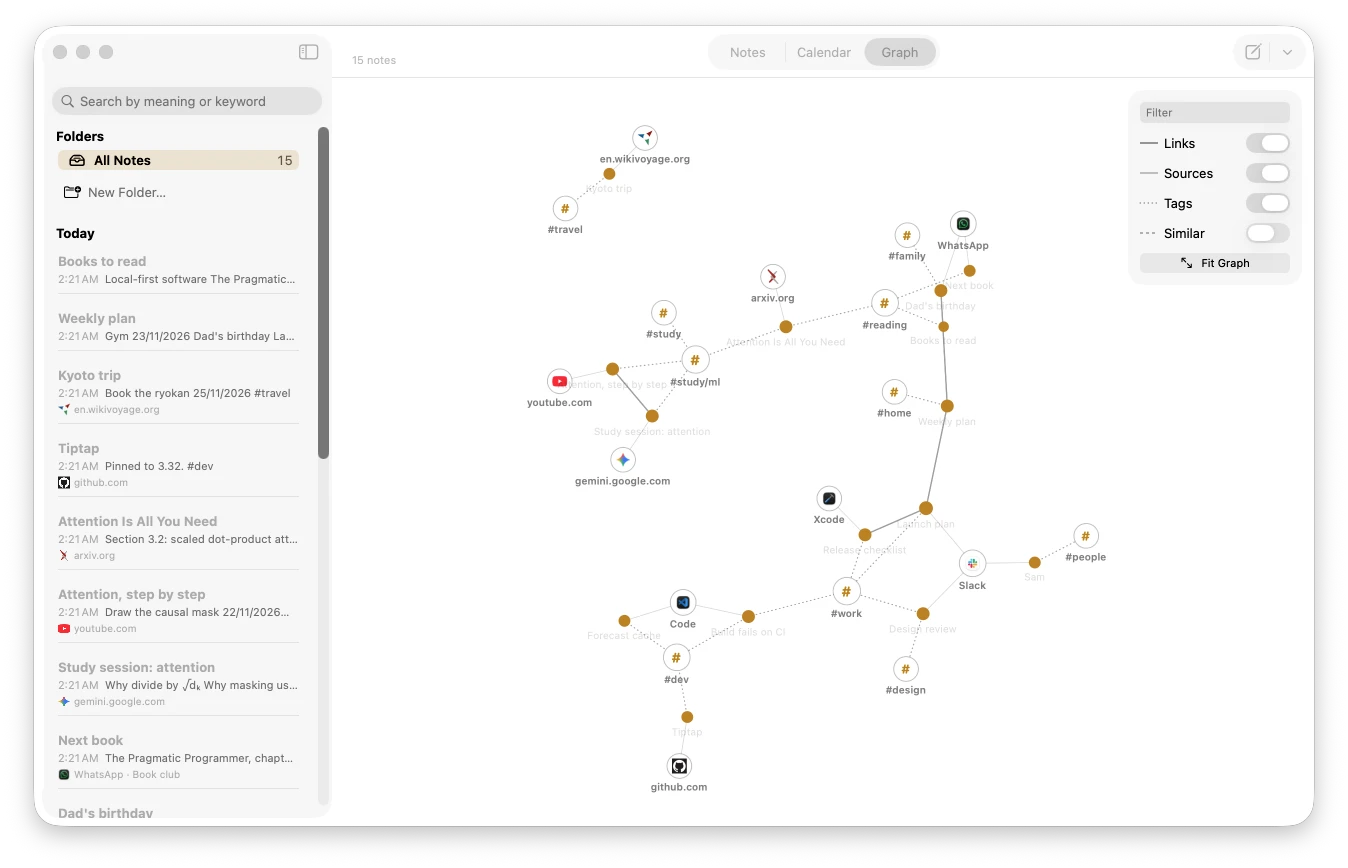 15 notes
Notes
Calendar
Graph
Search by meaning or keyword
Folders
All Notes 15
New Folder...
Today
Books to read
2:21 AM Local-first software The Pragmatic...
Weekly plan
2:21 AM Gym 23/11/2026 Dad's birthday La...
Kyoto trip
2:21 AM Book the ryokan 25/11/2026 #travel
en.wikivoyage.org
Tiptap
2:21 AM Pinned to 3.32. #dev
github.com
Attention Is All You Need
2:21 AM Section 3.2: scaled dot-product att...
arxiv.org
Attention, step by step
2:21 AM Draw the causal mask 22/11/2026...
youtube.com
Study session: attention
2:21 AM Why divide by √dₖ Why masking us...
gemini.google.com
Next book
2:21 AM The Pragmatic Programmer, chapt...
WhatsApp · Book club
Dad's birthday
en.wikivoyage.org
Kyoto trip
#travel
WhatsApp
#family
next book
Dad's birthday
arxiv.org
#reading
#study
Attention Is All You Need
Books to read
#study/ml
Attention, step by step
youtube.com
#home
Weekly plan
Study session: attention
gemini.google.com
Xcode
Launch plan
Release checklist
#people
Slack
Sam
#work
Code
Design review
Forecast cache
Build fails on CI
#dev
#design
Tiptap
github.com
Filter
Links
Sources
Tags
Similar
Fit Graph